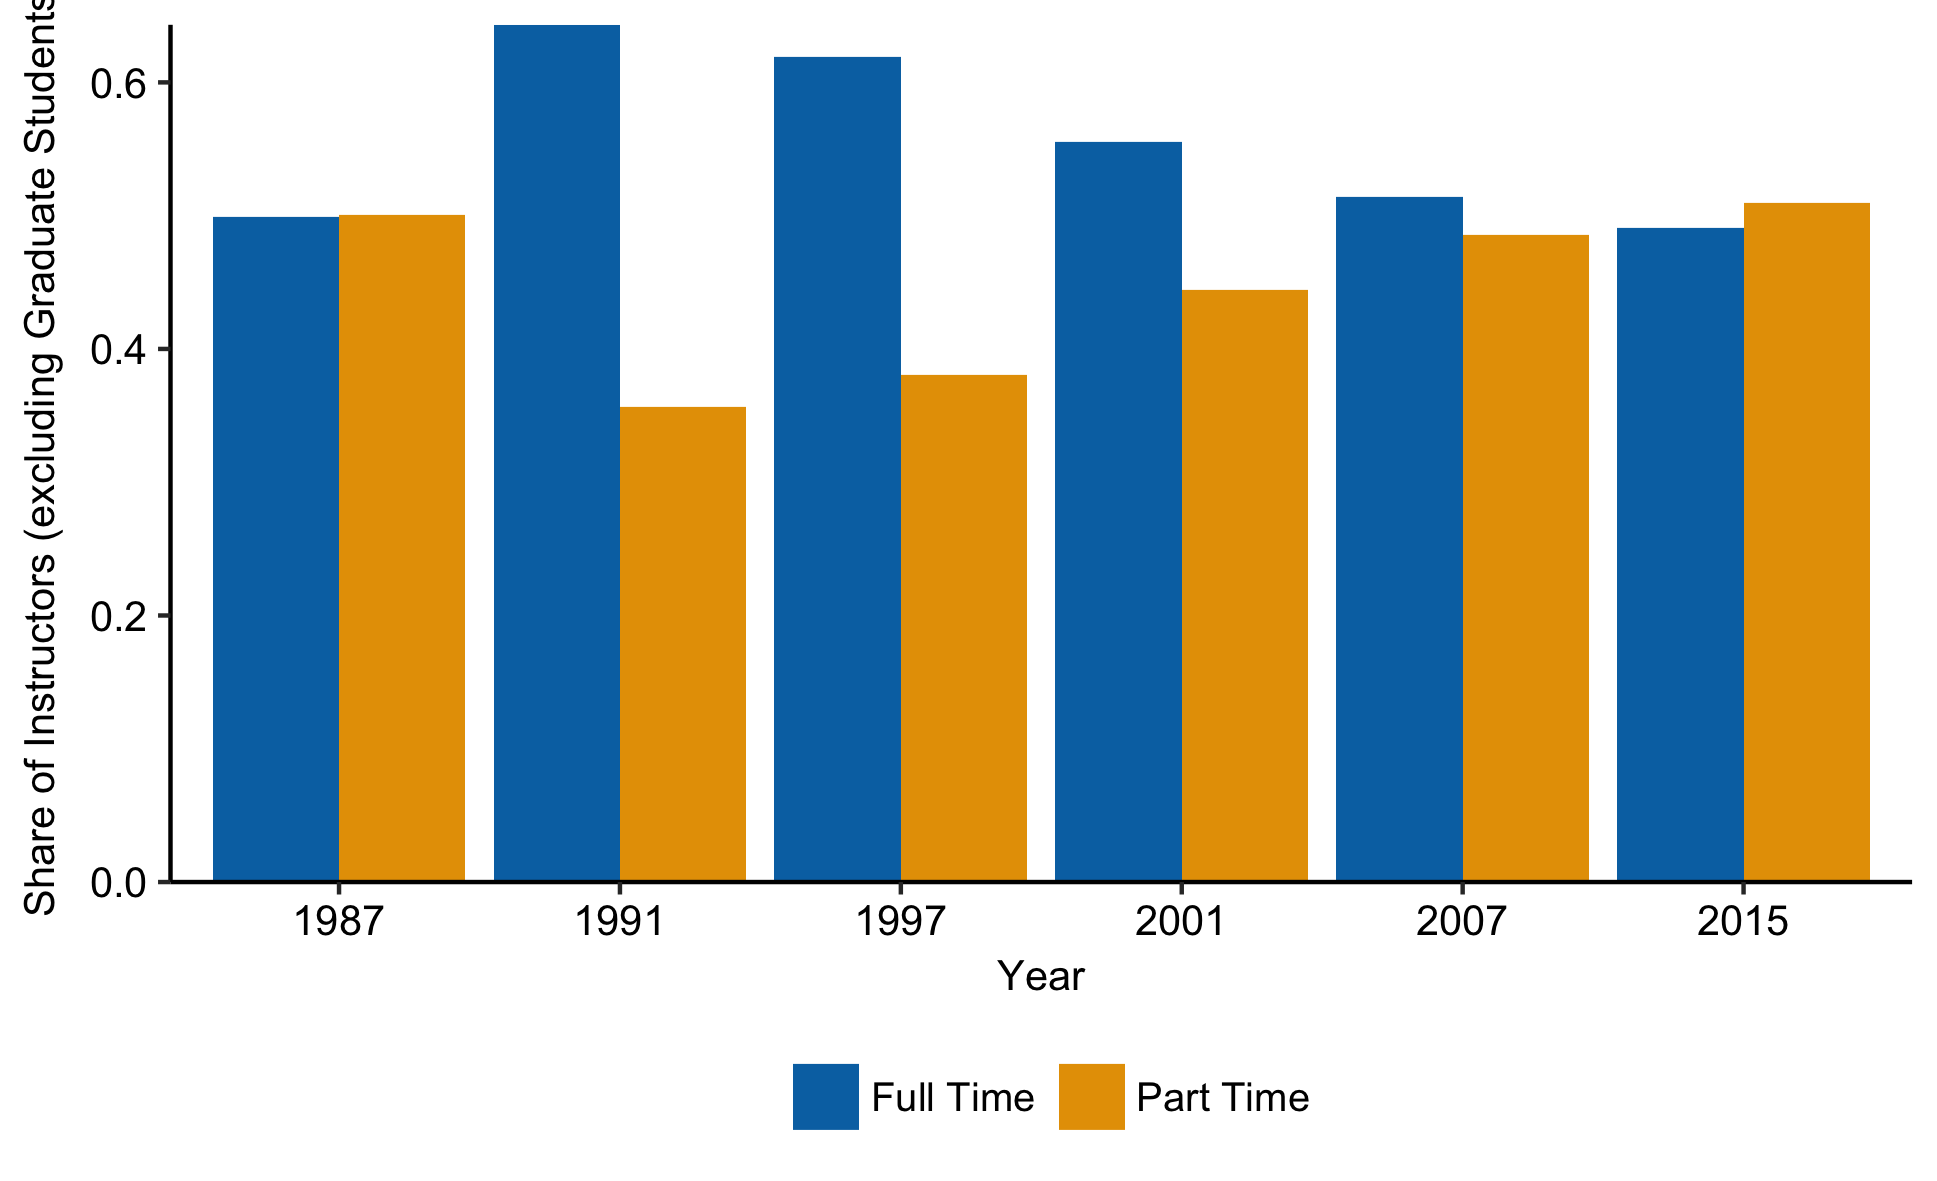 Share of Instructors (excluding Graduate Students
0.6
0.4
0.2
0.0
1987 1991 1997 2001 2007 2015
Year
Full Time Part Time